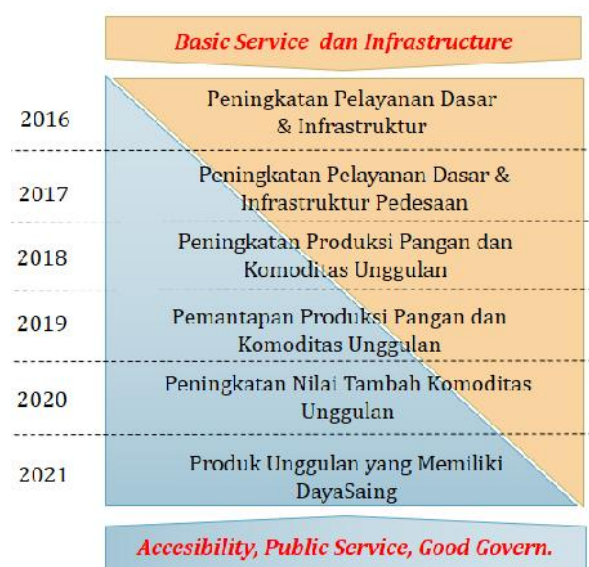 Basic Service dan Infrastructure
2016
Peningkatan Pelayanan Dasar
& Infrastruktur
2017
Peningkatan Pelayanan Dasar &
Infrastruktur Pedesaan
2018
Peningkatan Produksi Pangan dan
Komoditas Unggulan
2019
Pemantapan Produksi Pangan dan
Komoditas Unggulan
2020
Peningkatan Nilai Tambah Komoditas
Unggulan
2021
Produk Unggulan yang Memiliki
DayaSaing
Accesibility, Public Service, Good Govern.